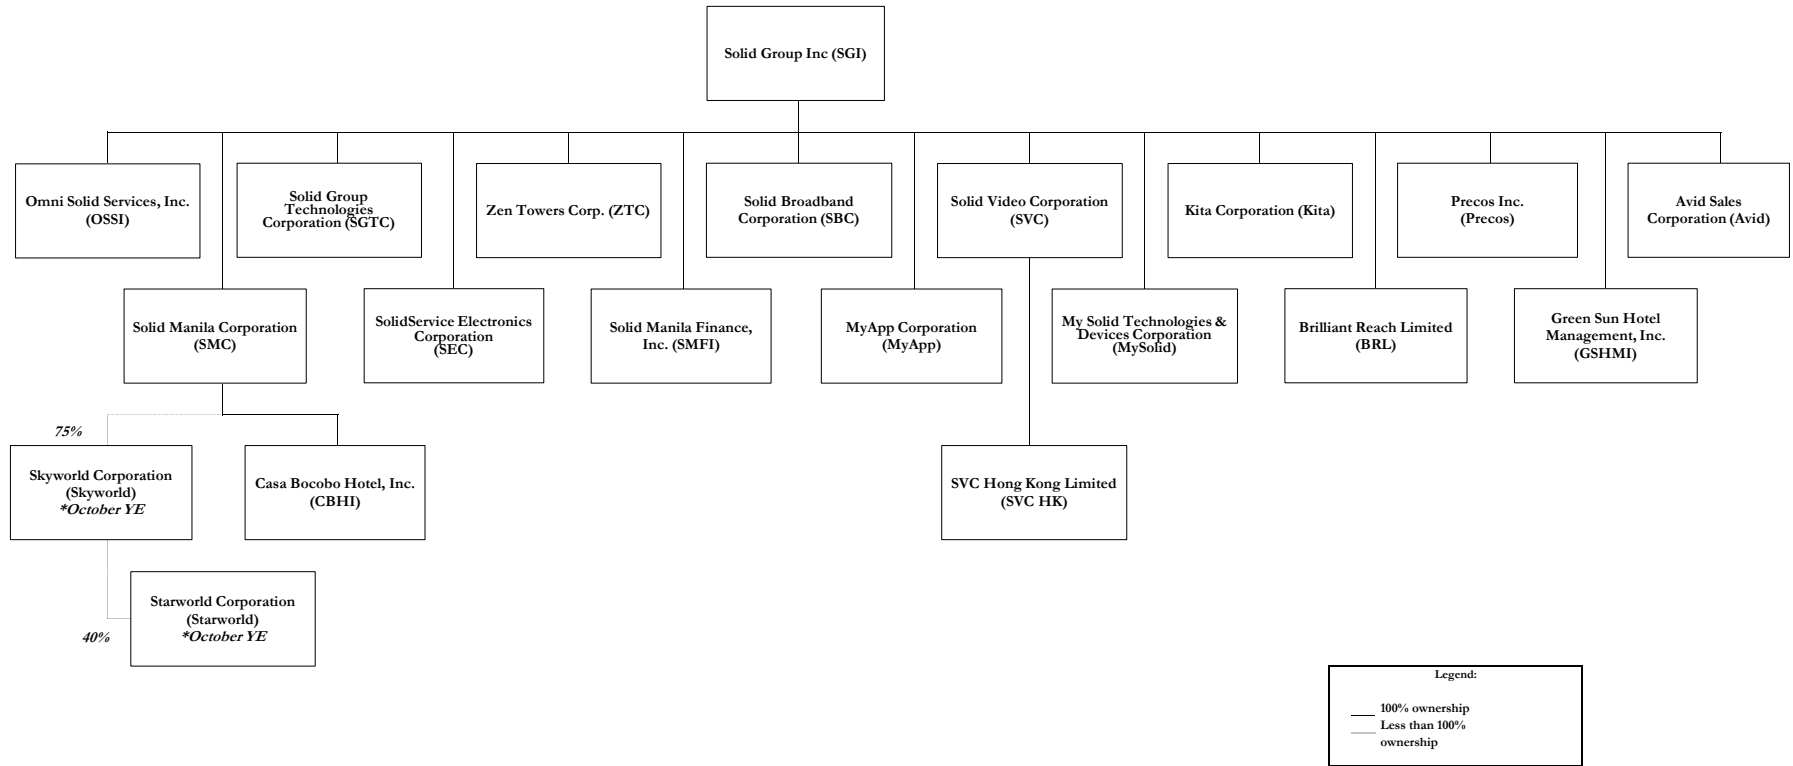 Solid Group Inc (SGI)
Omni Solid Services, Inc.
(OSSI)
Solid Group
Technologies
Corporation (SGTC)
Zen Towers Corp. (ZTC)
Solid Broadband
Corporation (SBC)
Solid Video Corporation
(SVC)
Kita Corporation (Kita)
Precos Inc.
(Precos)
Avid Sales
Corporation (Avid)
Solid Manila Corporation
(SMC)
SolidService Electronics
Corporation
(SEC)
Solid Manila Finance,
Inc. (SMFI)
MyApp Corporation
(MyApp)
My Solid Technologies &
Devices Corporation
(MySolid)
Brilliant Reach Limited
(BRL)
Green Sun Hotel
Management, Inc.
(GSHMI)
75%
Skyworld Corporation
(Skyworld)
*October YE
Casa Bocobo Hotel, Inc.
(CBHI)
SVC Hong Kong Limited
(SVC HK)
Starworld Corporation
(Starworld)
*October YE
40%
Legend:
100% ownership
Less than 100%
ownership